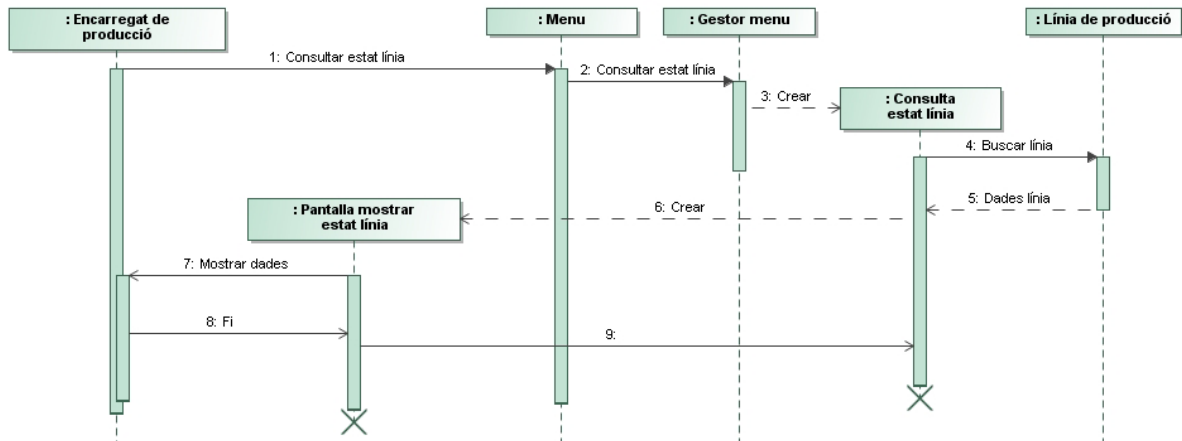 : Encarregat de
producció
: Menu
: Gestor menu
: Línia de producció
1: Consultar estat línia
2: Consultar estat línia
3: Crear
: Consulta
estat línia
4: Buscar línia
5: Dades línia
6: Crear
: Pantalla mostrar
estat línia
7: Mostrar dades
8: Fi
9: